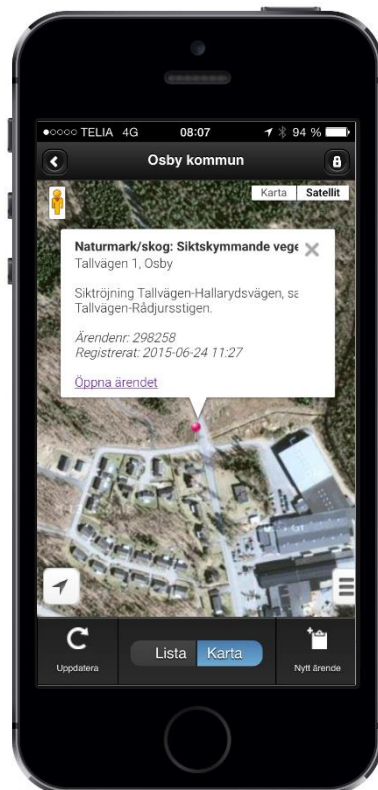 TELIA 4G 08:07 94 %
Osby kommun
Karta Satellit
Naturmark/skog: Siktskymmande vege
Tallvägen 1, Osby
Siktröjning Tallvägen-Hallarydsvägen, sa
Tallvägen-Rådjursstigen.
Ärendenr: 298258
Registrerat: 2015-06-24 11:27
Öppna ärendet
Uppdatera
Lista Karta
Nytt ärende